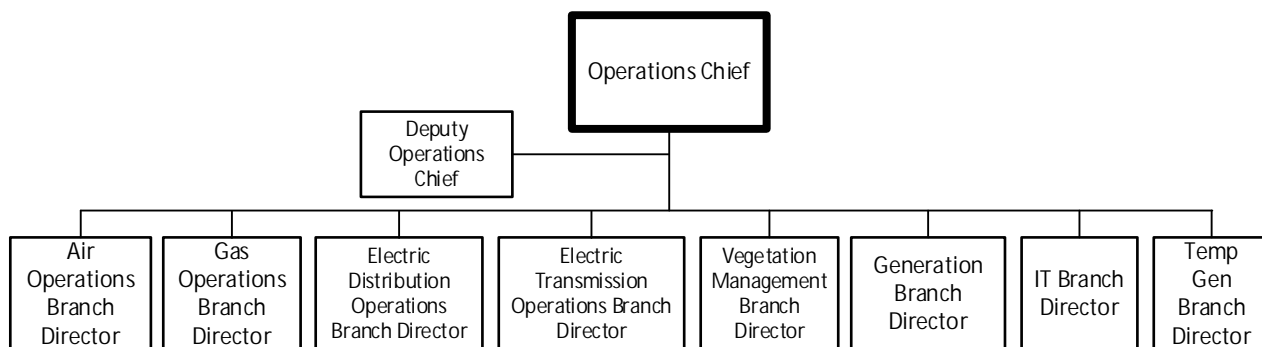 Operations Chief
Deputy
Operations
Chief
Air
Operations
Branch
Director
Gas
Operations
Branch
Director
Electric
Distribution
Operations
Branch Director
Electric
Transmission
Operations Branch
Director
Vegetation
Management
Branch
Director
Generation
Branch
Director
IT Branch
Director
Temp
Gen
Branch
Director